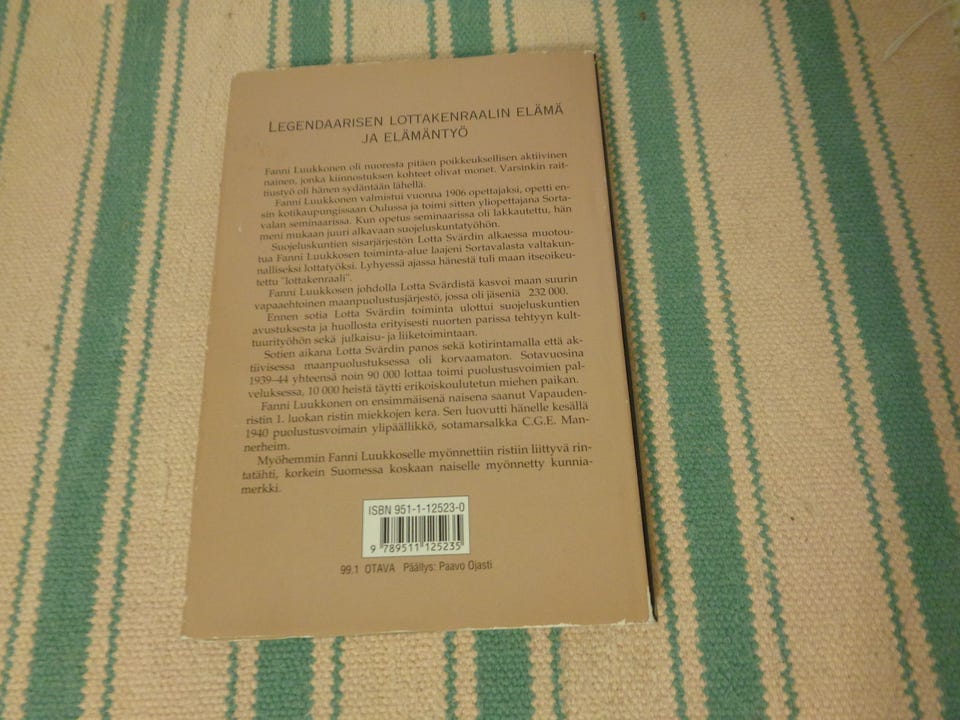 LEGENDAARISEN LOTTAKENRAALIN ELÄMÄ
JA ELÄMÄNTYÖ
Fanni Luukkonen oli nuoresta pitäen poikkeuksellisen aktiivinen
nainen, jonka kiinnostuksen kohteet olivat monet. Varsinkin rait-
tiustyö oli hänen sydäntään lähellä.
Fanni Luukkonen valmistui vuonna 1906 opettajaksi, opetti en-
sin kotikaupungissaan Oulussa ja toimi sitten yliopettajana Sorta-
valan seminaarissa. Kun opetus seminaarissa oli lakkautettu, hän
meni mukaan juuri alkavaan suojeluskuntatyöhön.
Suojeluskuntien sisarjärjestön Lotta Svärdin alkaessa muotou-
tua Fanni Luukkosen toiminta-alue laajeni Sortavalasta valtakun-
nalliseksi lottatyöksi. Lyhyessä ajassa hänestä tuli maan itseoikeu-
tettu "lottakenraali".
Fanni Luukkosen johdolla Lotta Svärdistä kasvoi maan suurin
vapaaehtoinen maanpuolustusjärjestö, jossa oli jäseniä 232 000.
Ennen sotia Lotta Svärdin toiminta ulottui suojeluskuntien
avustuksesta ja huollosta erityisesti nuorten parissa tehtyyn kult-
tuurityöhön sekä julkaisu- ja liiketoimintaan.
Sotien aikana Lotta Svärdin panos sekä kotirintamalla että ak-
tiivisessa maanpuolustuksessa oli korvaamaton. Sotavuosina
1939–44 yhteensä noin 90 000 lottaa toimi puolustusvoimien pal-
veluksessa, 10 000 heistä täytti erikoiskoulutetun miehen paikan.
Fanni Luukkonen on ensimmäisenä naisena saanut Vapauden-
ristin 1. luokan ristin miekkojen kera. Sen luovutti hänelle kesällä
1940 puolustusvoimain ylipäällikkö, sotamarsalkka C.G.E. Man-
nerheim.
Myöhemmin Fanni Luukkoselle myönnettiin ristiin liittyvä rin-
tatähti, korkein Suomessa koskaan naiselle myönnetty kunnia-
merkki.
ISBN 951-1-12523-0
9 789511 125235
99.1 OTAVA Päällys: Paavo Ojasti